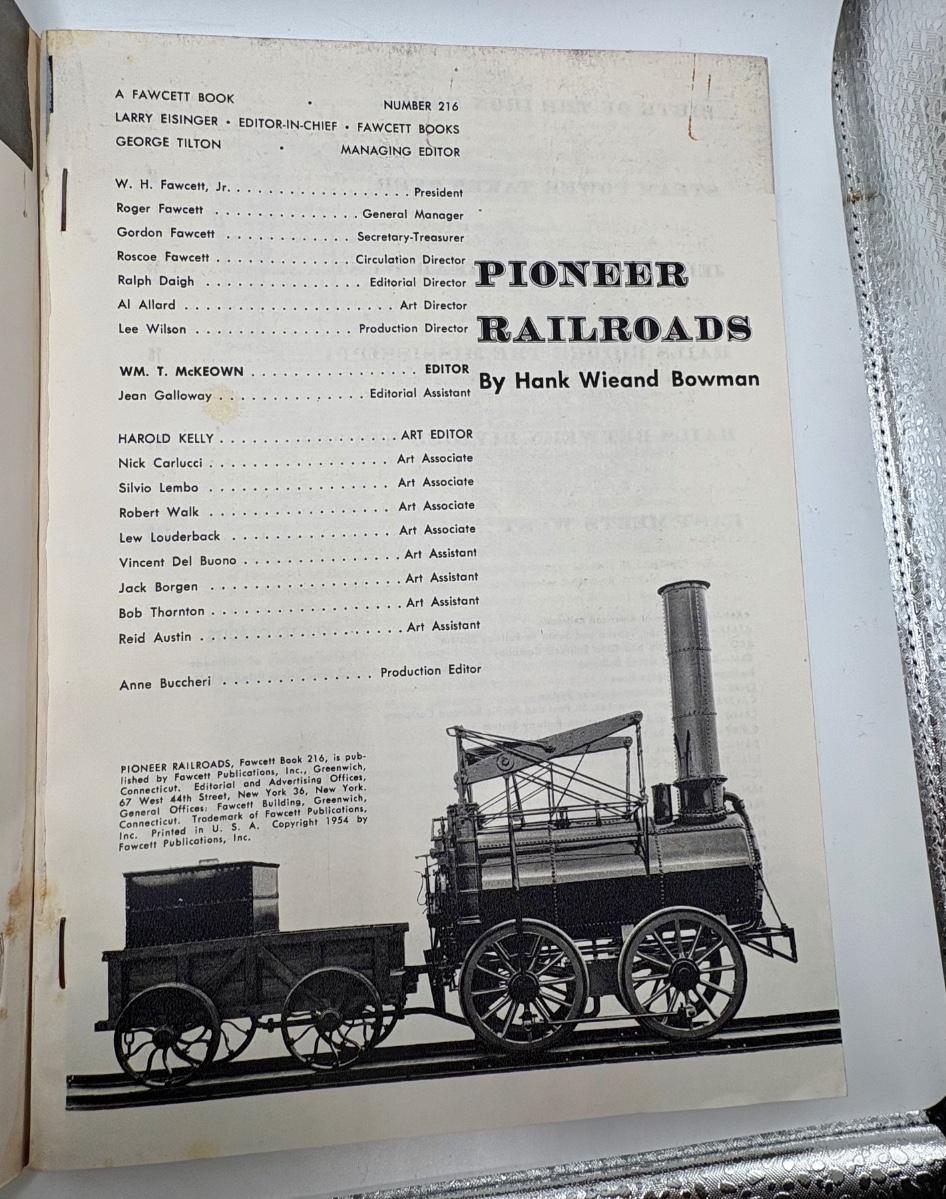 A FAWCETT BOOK • NUMBER 216
LARRY EISINGER • EDITOR-IN-CHIEF • FAWCETT BOOKS
GEORGE TILTON • MANAGING EDITOR
W. H. Fawcett, Jr. . . . . . . . . . . . . . . . . President
Roger Fawcett . . . . . . . . . . . . . General Manager
Gordon Fawcett . . . . . . . . . . . . Secretary-Treasurer
Roscoe Fawcett . . . . . . . . . . . . Circulation Director
Ralph Daigh . . . . . . . . . . . . . . Editorial Director
Al Allard . . . . . . . . . . . . . . . . . . Art Director
Lee Wilson . . . . . . . . . . . . . . Production Director
WM. T. McKEOWN . . . . . . . . . . . . . . . . . EDITOR
Jean Galloway . . . . . . . . . . . . Editorial Assistant
HAROLD KELLY . . . . . . . . . . . . . . . . ART EDITOR
Nick Carlucci . . . . . . . . . . . . . . . . Art Associate
Silvio Lembo . . . . . . . . . . . . . . . . Art Associate
Robert Walk . . . . . . . . . . . . . . . . Art Associate
Lew Louderback . . . . . . . . . . . . . . Art Associate
Vincent Del Buono . . . . . . . . . . . . . . Art Assistant
Jack Borgen . . . . . . . . . . . . . . . . . Art Assistant
Bob Thornton . . . . . . . . . . . . . . . . Art Assistant
Reid Austin . . . . . . . . . . . . . . . . . Art Assistant
Anne Buccheri . . . . . . . . . . . . . Production Editor
PIONEER RAILROADS, Fawcett Book 216, is pub-
lished by Fawcett Publications, Inc., Greenwich,
Connecticut. Editorial and Advertising Offices,
67 West 44th Street, New York 36, New York.
General Offices: Fawcett Building, Greenwich,
Connecticut. Trademark of Fawcett Publications,
Inc. Printed in U. S. A. Copyright 1954 by
Fawcett Publications, Inc.
PIONEER
RAILROADS
By Hank Wieand Bowman